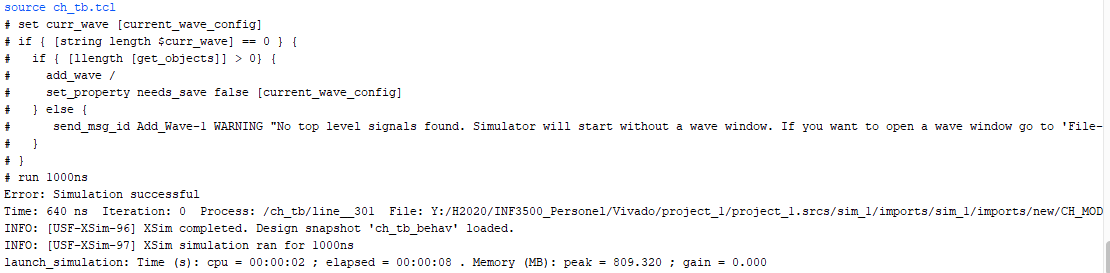 source ch_tb.tcl
# set curr_wave [current_wave_config]
# if { [string length $curr_wave] == 0 } {
#   if { [llength [get_objects]] > 0} {
#     add_wave /
#     set_property needs_save false [current_wave_config]
#   } else {
#      send_msg_id Add_Wave-1 WARNING "No top level signals found. Simulator will start without a wave window. If you want to open a wave window go to 'File-
#   }
# }
# run 1000ns
Error: Simulation successful
Time: 640 ns  Iteration: 0  Process: /ch_tb/line__301  File: Y:/H2020/INF3500_Personel/Vivado/project_1/project_1.srcs/sim_1/imports/sim_1/imports/new/CH_MOD
INFO: [USF-XSim-96] XSim completed. Design snapshot 'ch_tb_behav' loaded.
INFO: [USF-XSim-97] XSim simulation ran for 1000ns
launch_simulation: Time (s): cpu = 00:00:02 ; elapsed = 00:00:08 . Memory (MB): peak = 809.320 ; gain = 0.000